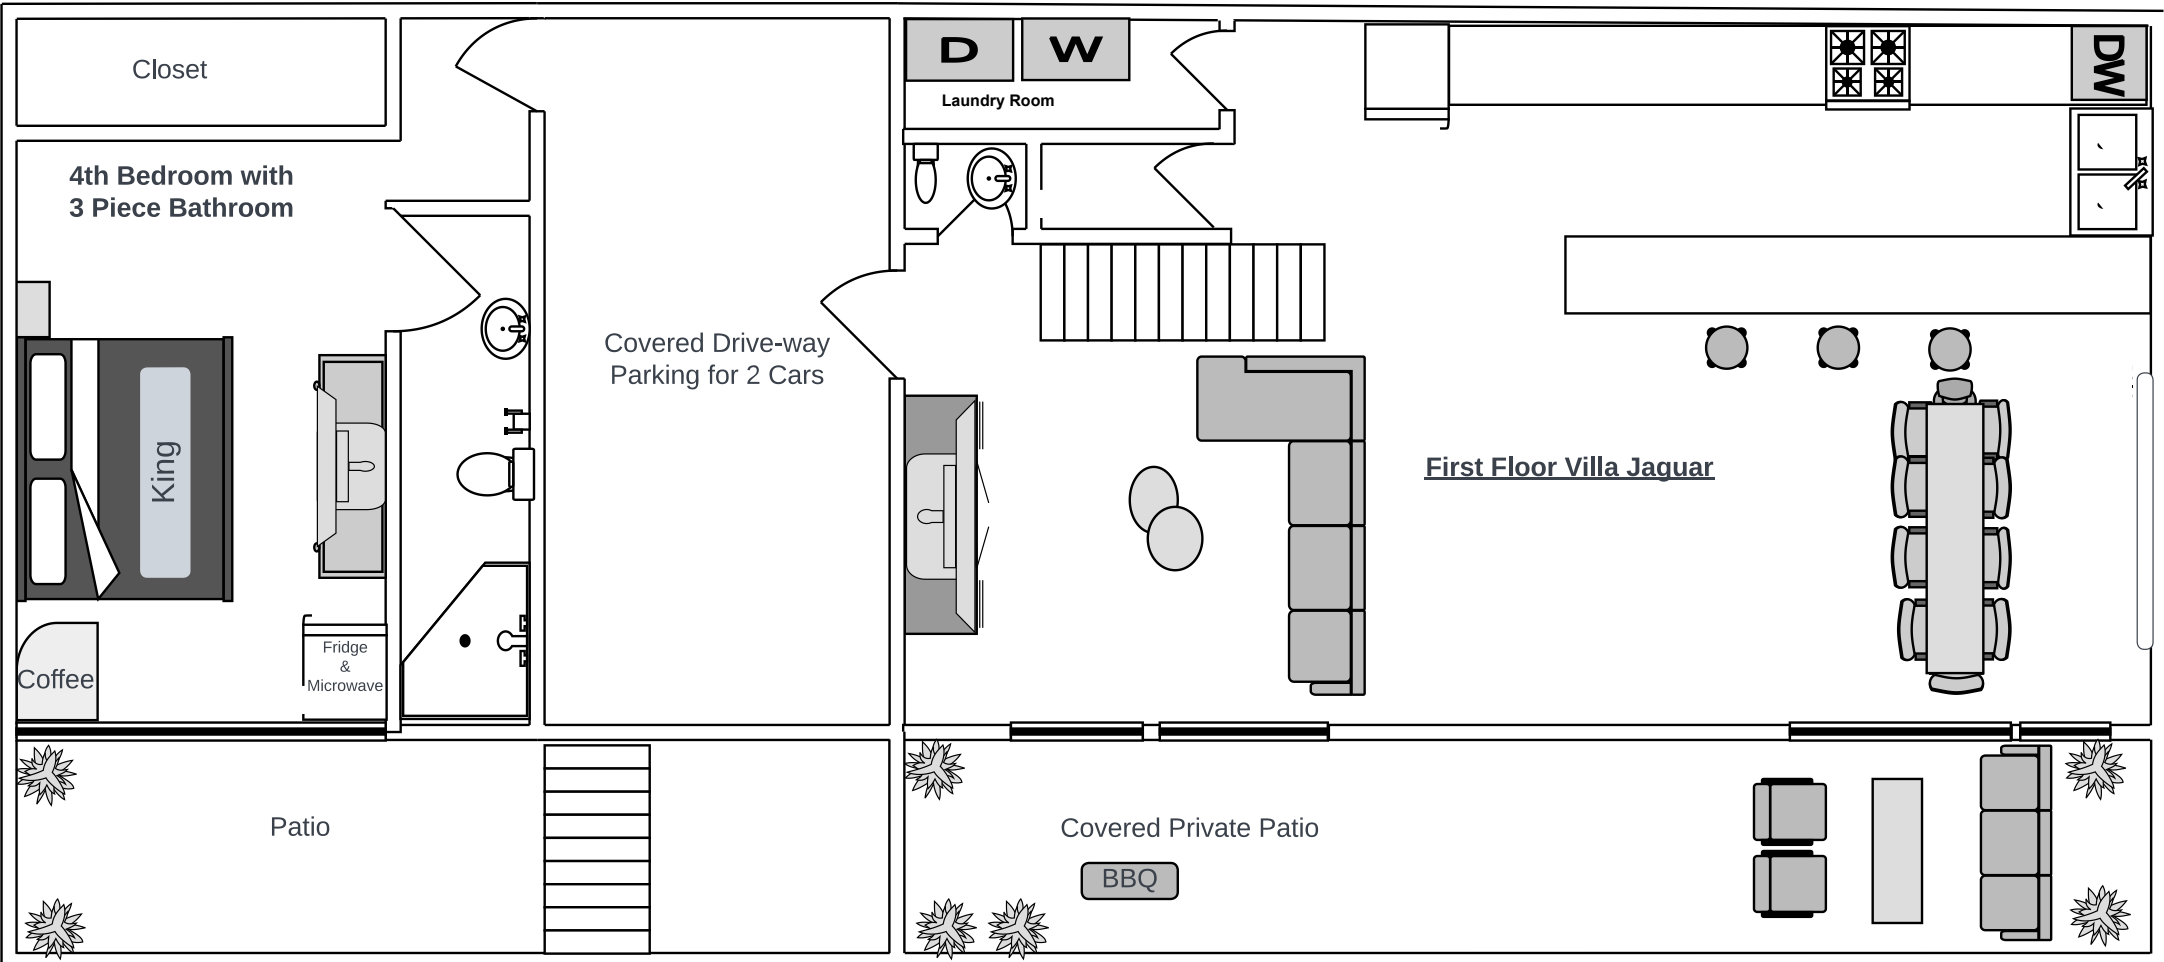 Closet
D
W
Laundry Room
DW
4th Bedroom with
3 Piece Bathroom
Covered Drive-way
Parking for 2 Cars
King
First Floor Villa Jaguar
Fridge
&
Microwave
Coffee
Patio
Covered Private Patio
BBQ